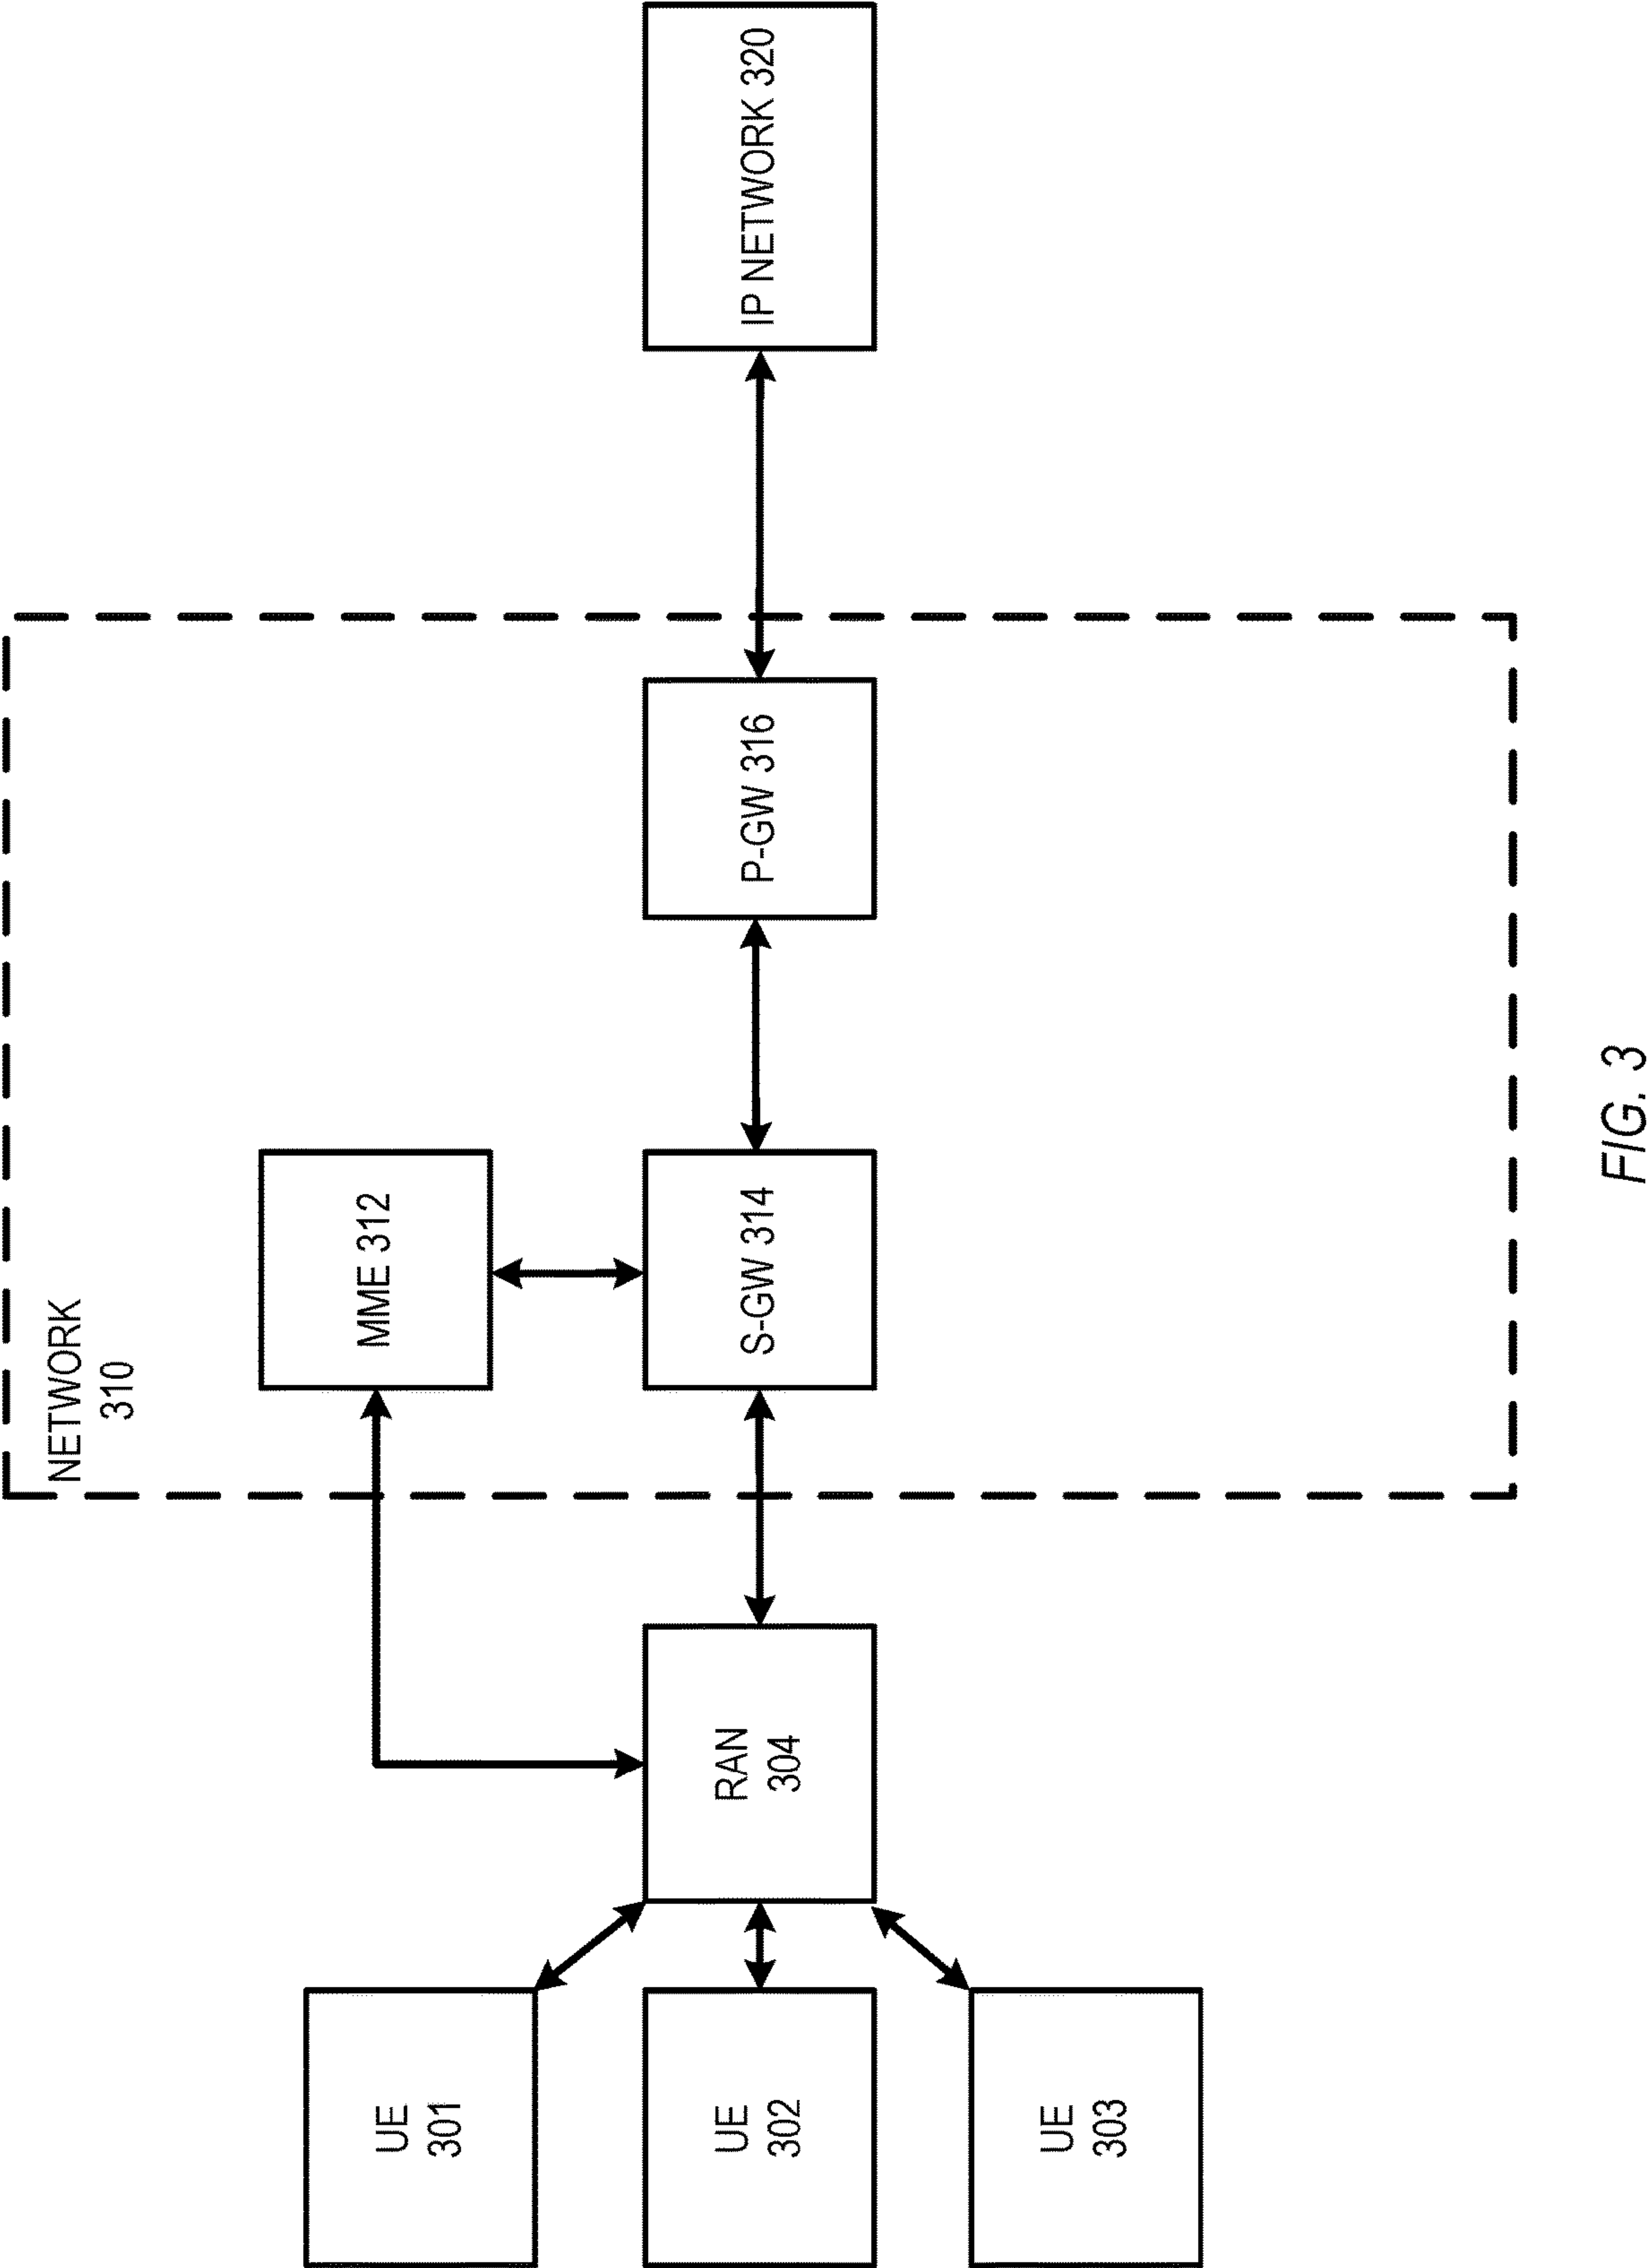 NETWORK
310
MME 312
UE
301
RAN
304
S-GW 314
P-GW 316
IP NETWORK 320
UE
302
UE
303
FIG. 3